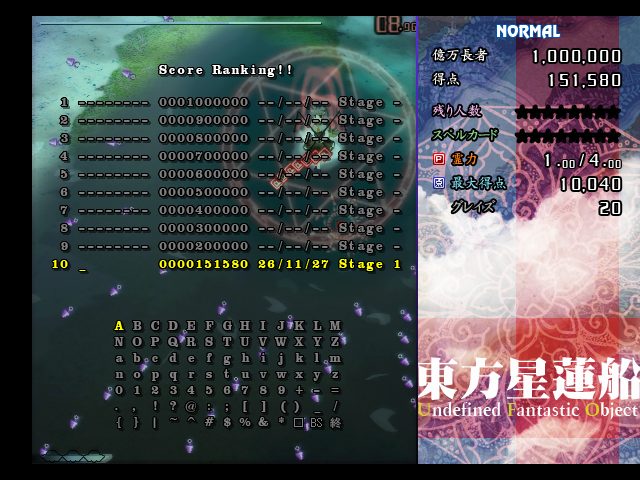 08.96
NORMAL
Score Ranking!!
億万長者 1,000,000
得点 151,580
残り人数
スペルカード
P 霊力 1.00/4.00
点 最大得点 10,040
グレイズ 20
1 -------- 0001000000 --/--/-- Stage -
2 -------- 0000900000 --/--/-- Stage -
3 -------- 0000800000 --/--/-- Stage -
4 -------- 0000700000 --/--/-- Stage -
5 -------- 0000600000 --/--/-- Stage -
6 -------- 0000500000 --/--/-- Stage -
7 -------- 0000400000 --/--/-- Stage -
8 -------- 0000300000 --/--/-- Stage -
9 -------- 0000200000 --/--/-- Stage -
10 _ 0000151580 26/11/27 Stage 1
A B C D E F G H I J K L M
N O P Q R S T U V W X Y Z
a b c d e f g h i j k l m
n o p q r s t u v w x y z
0 1 2 3 4 5 6 7 8 9 + - =
. , ! ? @ : ; [ ] ( ) _ /
{ } | ~ ^ # $ % & * □ BS 終
東方星蓮船
Undefined Fantastic Object